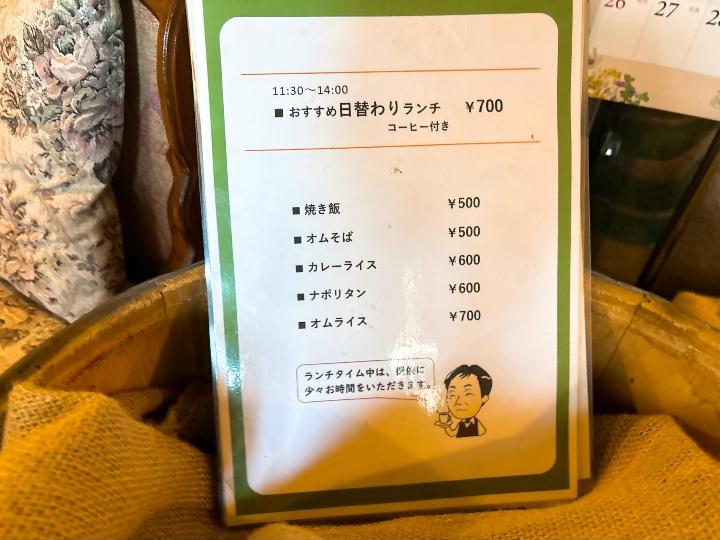 26
27
11:30〜14:00
■ おすすめ日替わりランチ ￥700
コーヒー付き
■ 焼き飯 ￥500
■ オムそば ￥500
■ カレーライス ￥600
■ ナポリタン ￥600
■ オムライス ￥700
ランチタイム中は、提供に
少々お時間をいただきます。